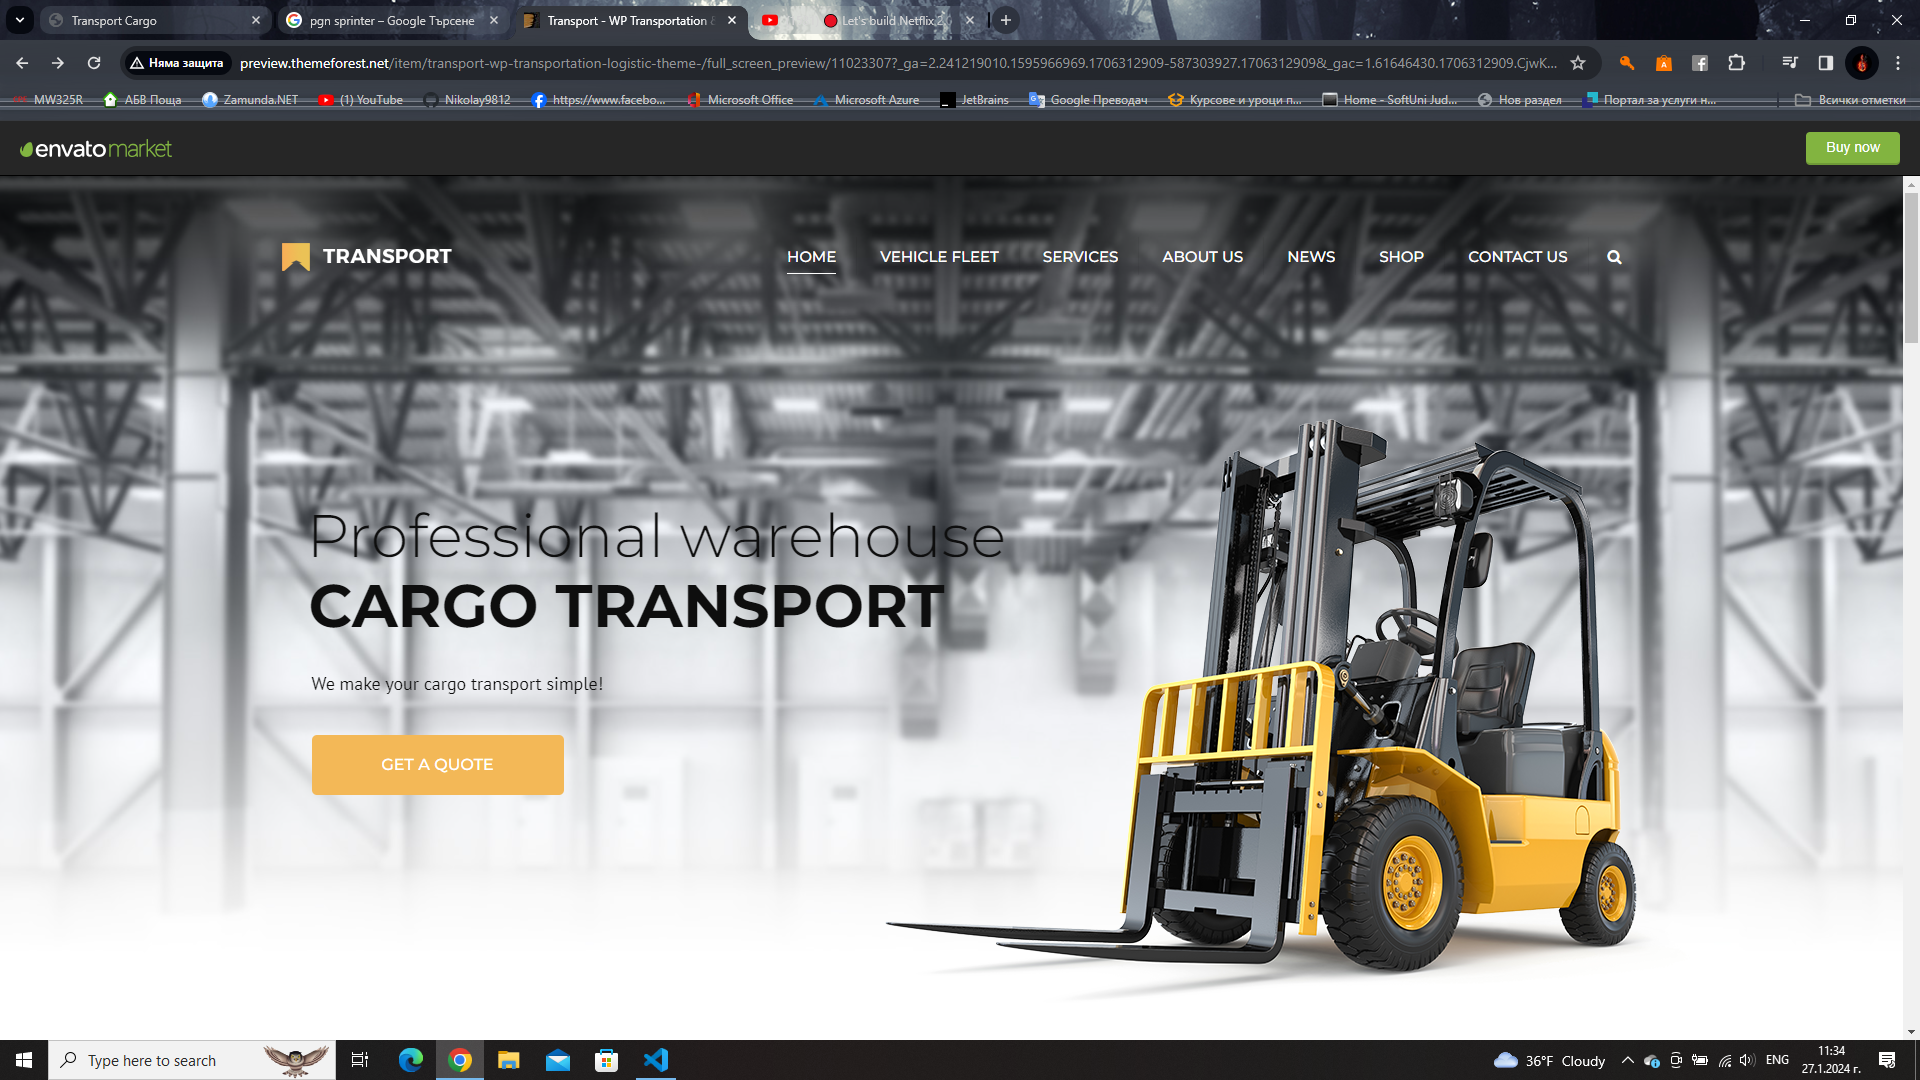 Transport Cargo
pgn sprinter – Google Търсене
Transport - WP Transportation &
Let's build Netflix 2.
Няма защита
preview.themeforest.net/item/transport-wp-transportation-logistic-theme-/full_screen_preview/11023307?_ga=2.241219010.1595966969.1706312909-587303927.1706312909&_gac=1.61646430.1706312909.CjwK...
MW325R
АБВ Поща
Zamunda.NET
(1) YouTube
Nikolay9812
https://www.facebo...
Microsoft Office
Microsoft Azure
JetBrains
Google Преводач
Курсове и уроци п...
Home - SoftUni Jud...
Нов раздел
Портал за услуги н...
Всички отметки
envatomarket
Buy now
TRANSPORT
HOME
VEHICLE FLEET
SERVICES
ABOUT US
NEWS
SHOP
CONTACT US
Professional warehouse
CARGO TRANSPORT
We make your cargo transport simple!
GET A QUOTE
Type here to search
36°F Cloudy
ENG
11:34
27.1.2024 г.